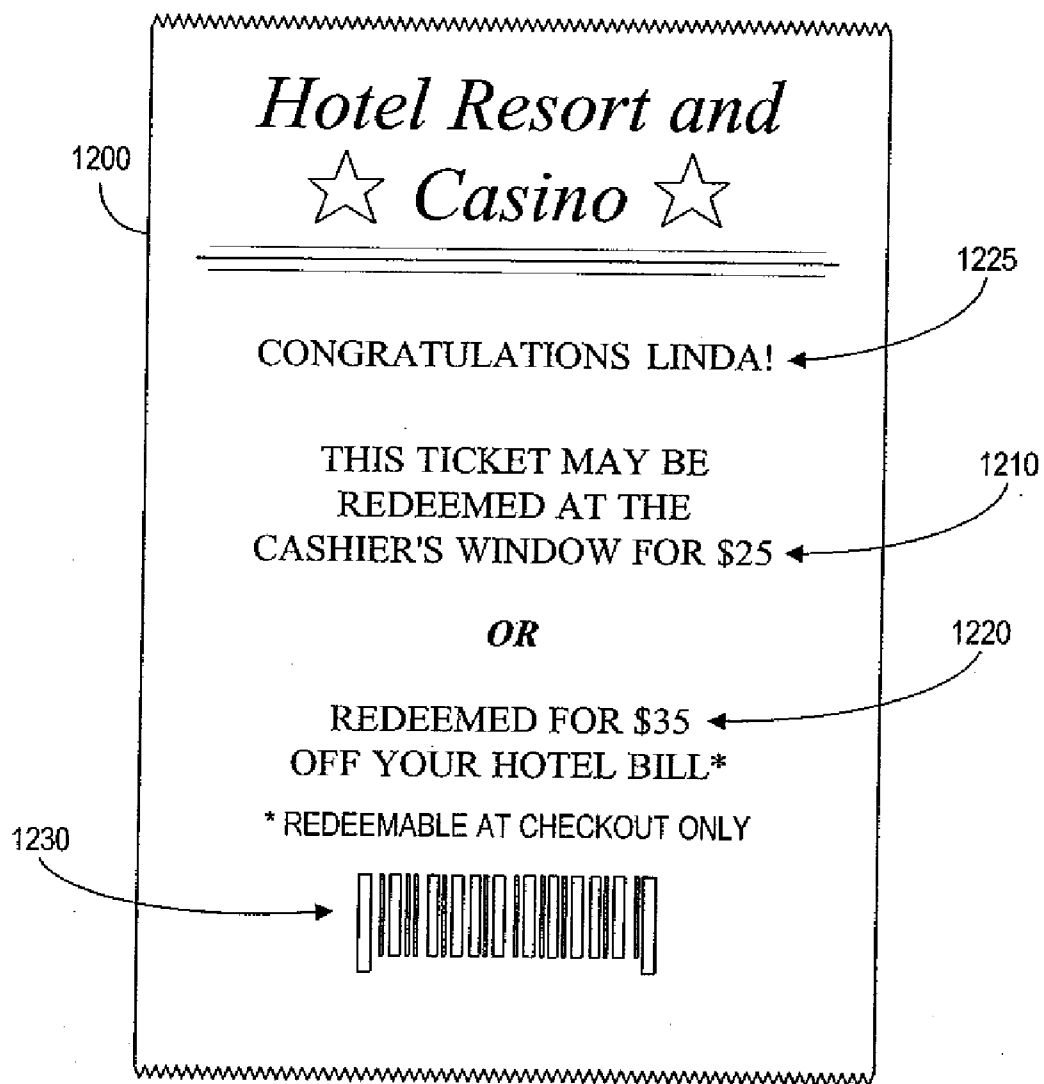 Hotel Resort and
Casino
1200
1225
CONGRATULATIONS LINDA!
THIS TICKET MAY BE
1210
REDEEMED AT THE
CASHIER'S WINDOW FOR $25
OR
1220
REDEEMED FOR $35
OFF YOUR HOTEL BILL*
* REDEEMABLE AT CHECKOUT ONLY
1230